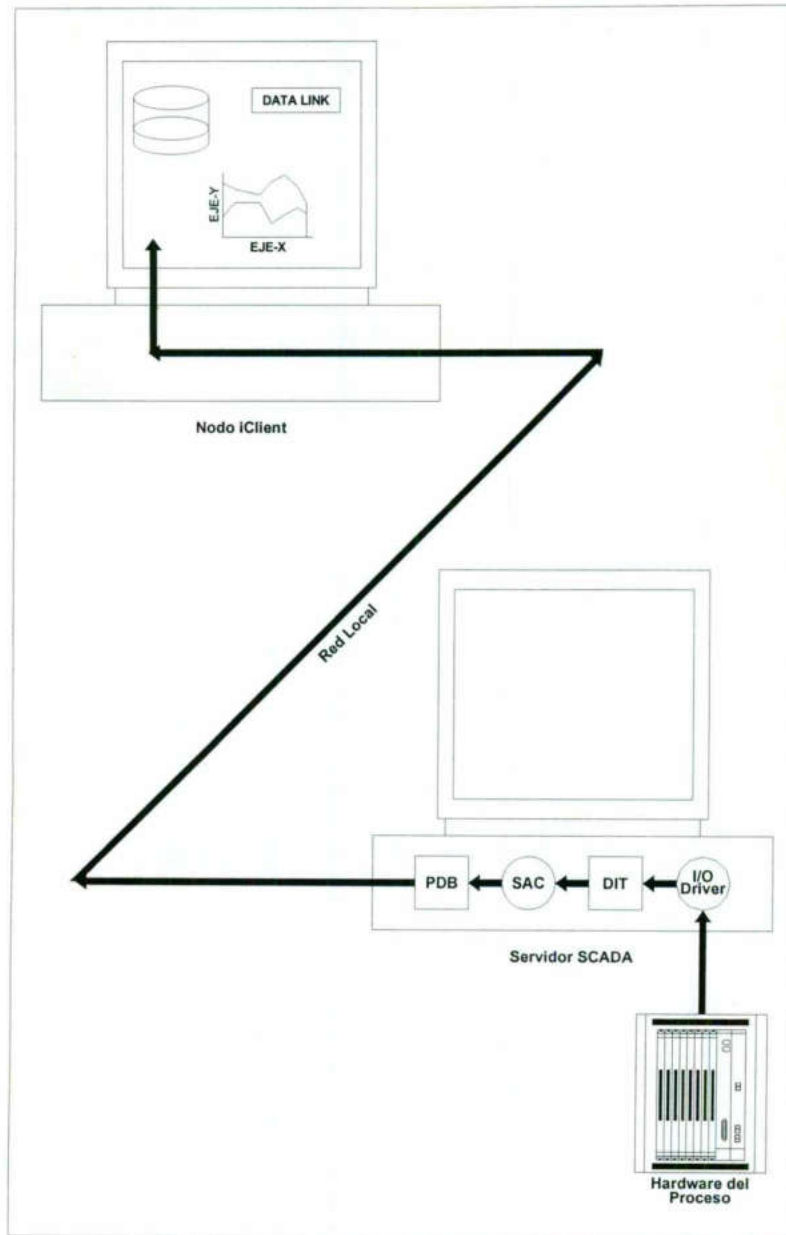 DATA LINK
EJE-Y
EJE-X
Nodo iClient
Red Local
PDB
SAC
DIT
I/O
Driver
Servidor SCADA
Hardware del
Proceso